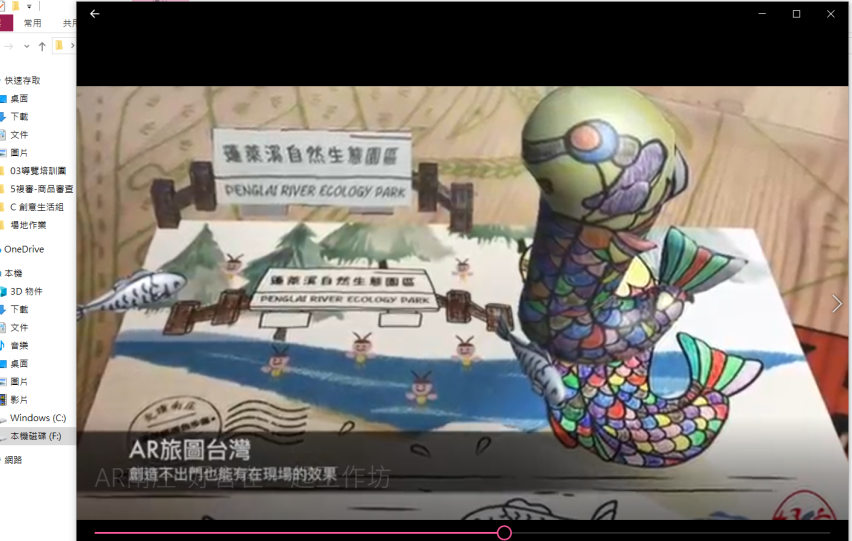 常用
共用
快速存取
桌面
下載
文件
圖片
03導覽培訓團
5複審-商品審查
C 創意生活組
場地作業
OneDrive
本機
3D 物件
下載
文件
音樂
桌面
圖片
影片
Windows (C:)
本機磁碟 (F:)
網路
蓬萊溪自然生態園區
PENGLAI RIVER ECOLOGY PARK
蓬萊溪自然生態園區
PENGLAI RIVER ECOLOGY PARK
AR旅圖台灣
創造不出門也能有在現場的效果